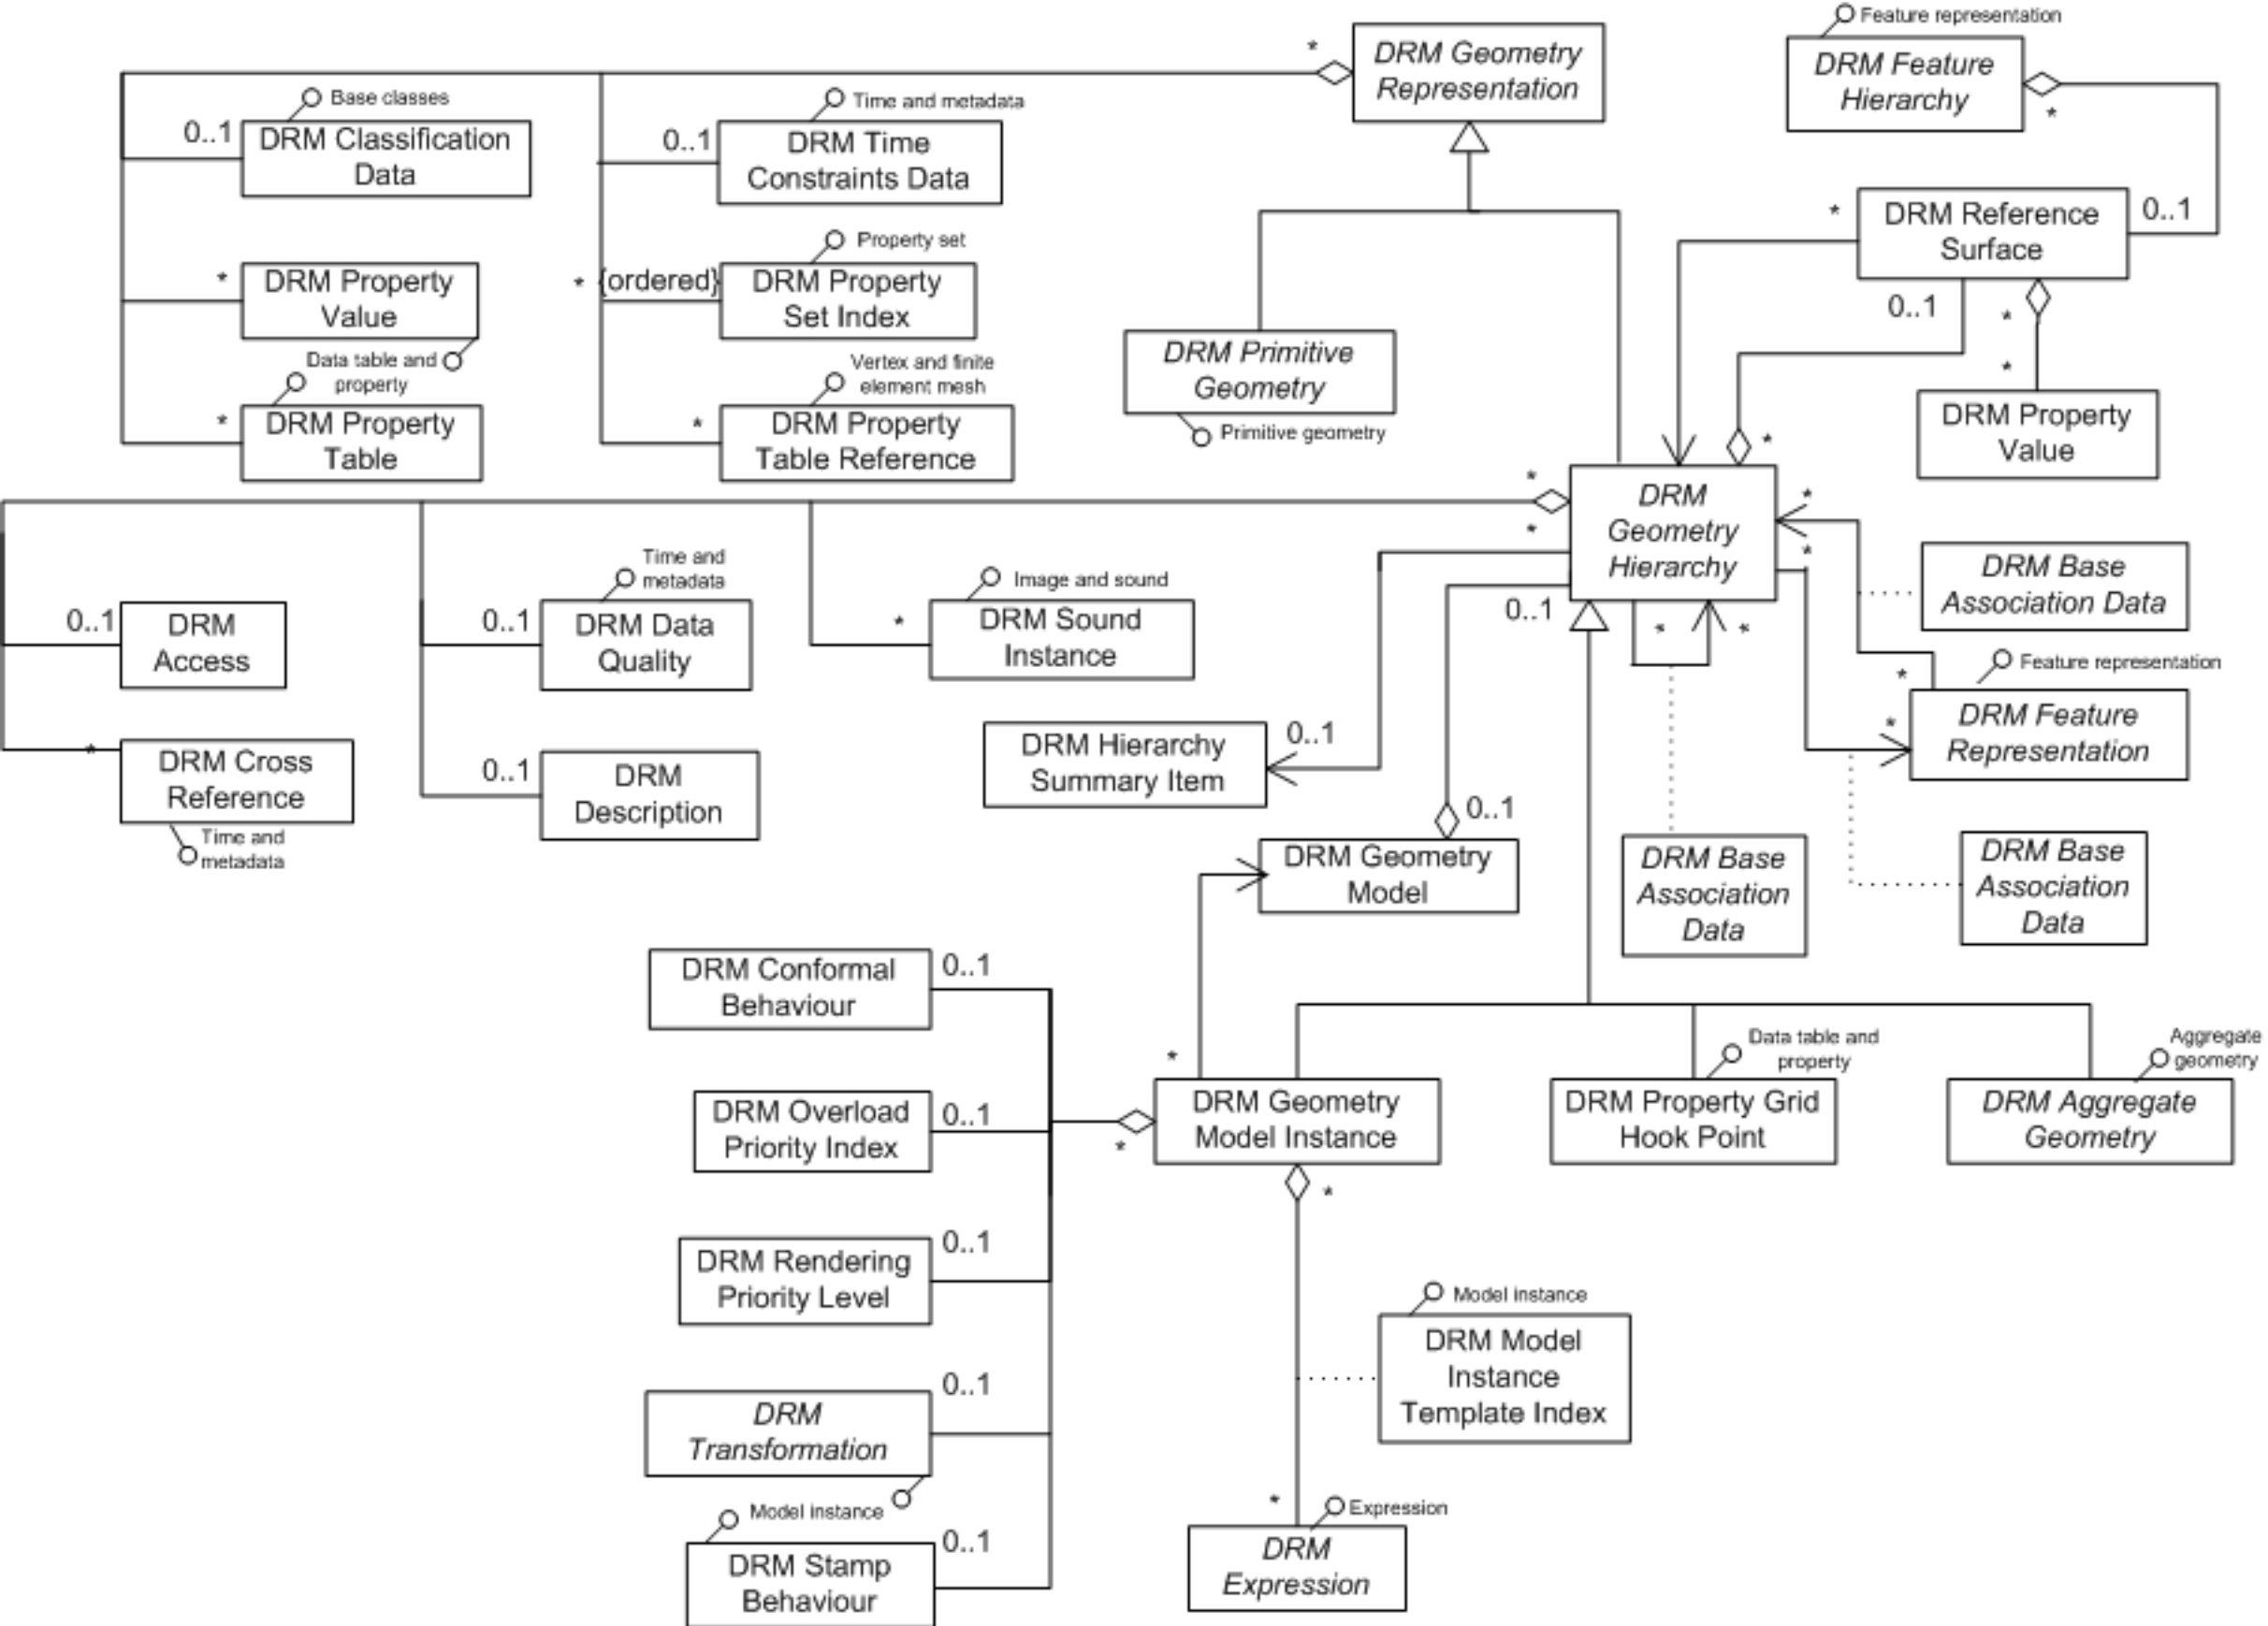 *
DRM Geometry
Representation
Feature representation
DRM Feature
Hierarchy
*
Base classes
0..1
DRM Classification
Data
Time and metadata
0..1
DRM Time
Constraints Data
*
DRM Reference
Surface
0..1
*
DRM Property
Value
Property set
* {ordered}
DRM Property
Set Index
0..1
*
*
DRM Property
Value
DRM Primitive
Geometry
Primitive geometry
Data table and
property
*
DRM Property
Table
Vertex and finite
element mesh
*
DRM Property
Table Reference
*
*
*
DRM
Geometry
Hierarchy
*
*
0..1
*
*
DRM Base
Association Data
0..1
DRM
Access
Time and
metadata
0..1
DRM Data
Quality
Image and sound
*
DRM Sound
Instance
Feature representation
*
*
DRM Feature
Representation
*
DRM Cross
Reference
Time and
metadata
0..1
DRM
Description
DRM Hierarchy
Summary Item
0..1
0..1
DRM Geometry
Model
DRM Base
Association
Data
DRM Base
Association
Data
DRM Conformal
Behaviour
0..1
*
DRM Geometry
Model Instance
*
*
Data table and
property
DRM Property Grid
Hook Point
Aggregate
geometry
DRM Aggregate
Geometry
DRM Overload
Priority Index
0..1
DRM Rendering
Priority Level
0..1
Model instance
DRM Model
Instance
Template Index
DRM
Transformation
0..1
Model instance
DRM Stamp
Behaviour
0..1
*
Expression
DRM
Expression